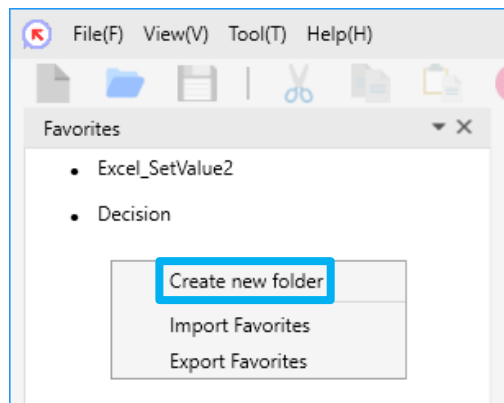 File(F) View(V) Tool(T) Help(H)
Favorites
Excel_SetValue2
Decision
Create new folder
Import Favorites
Export Favorites